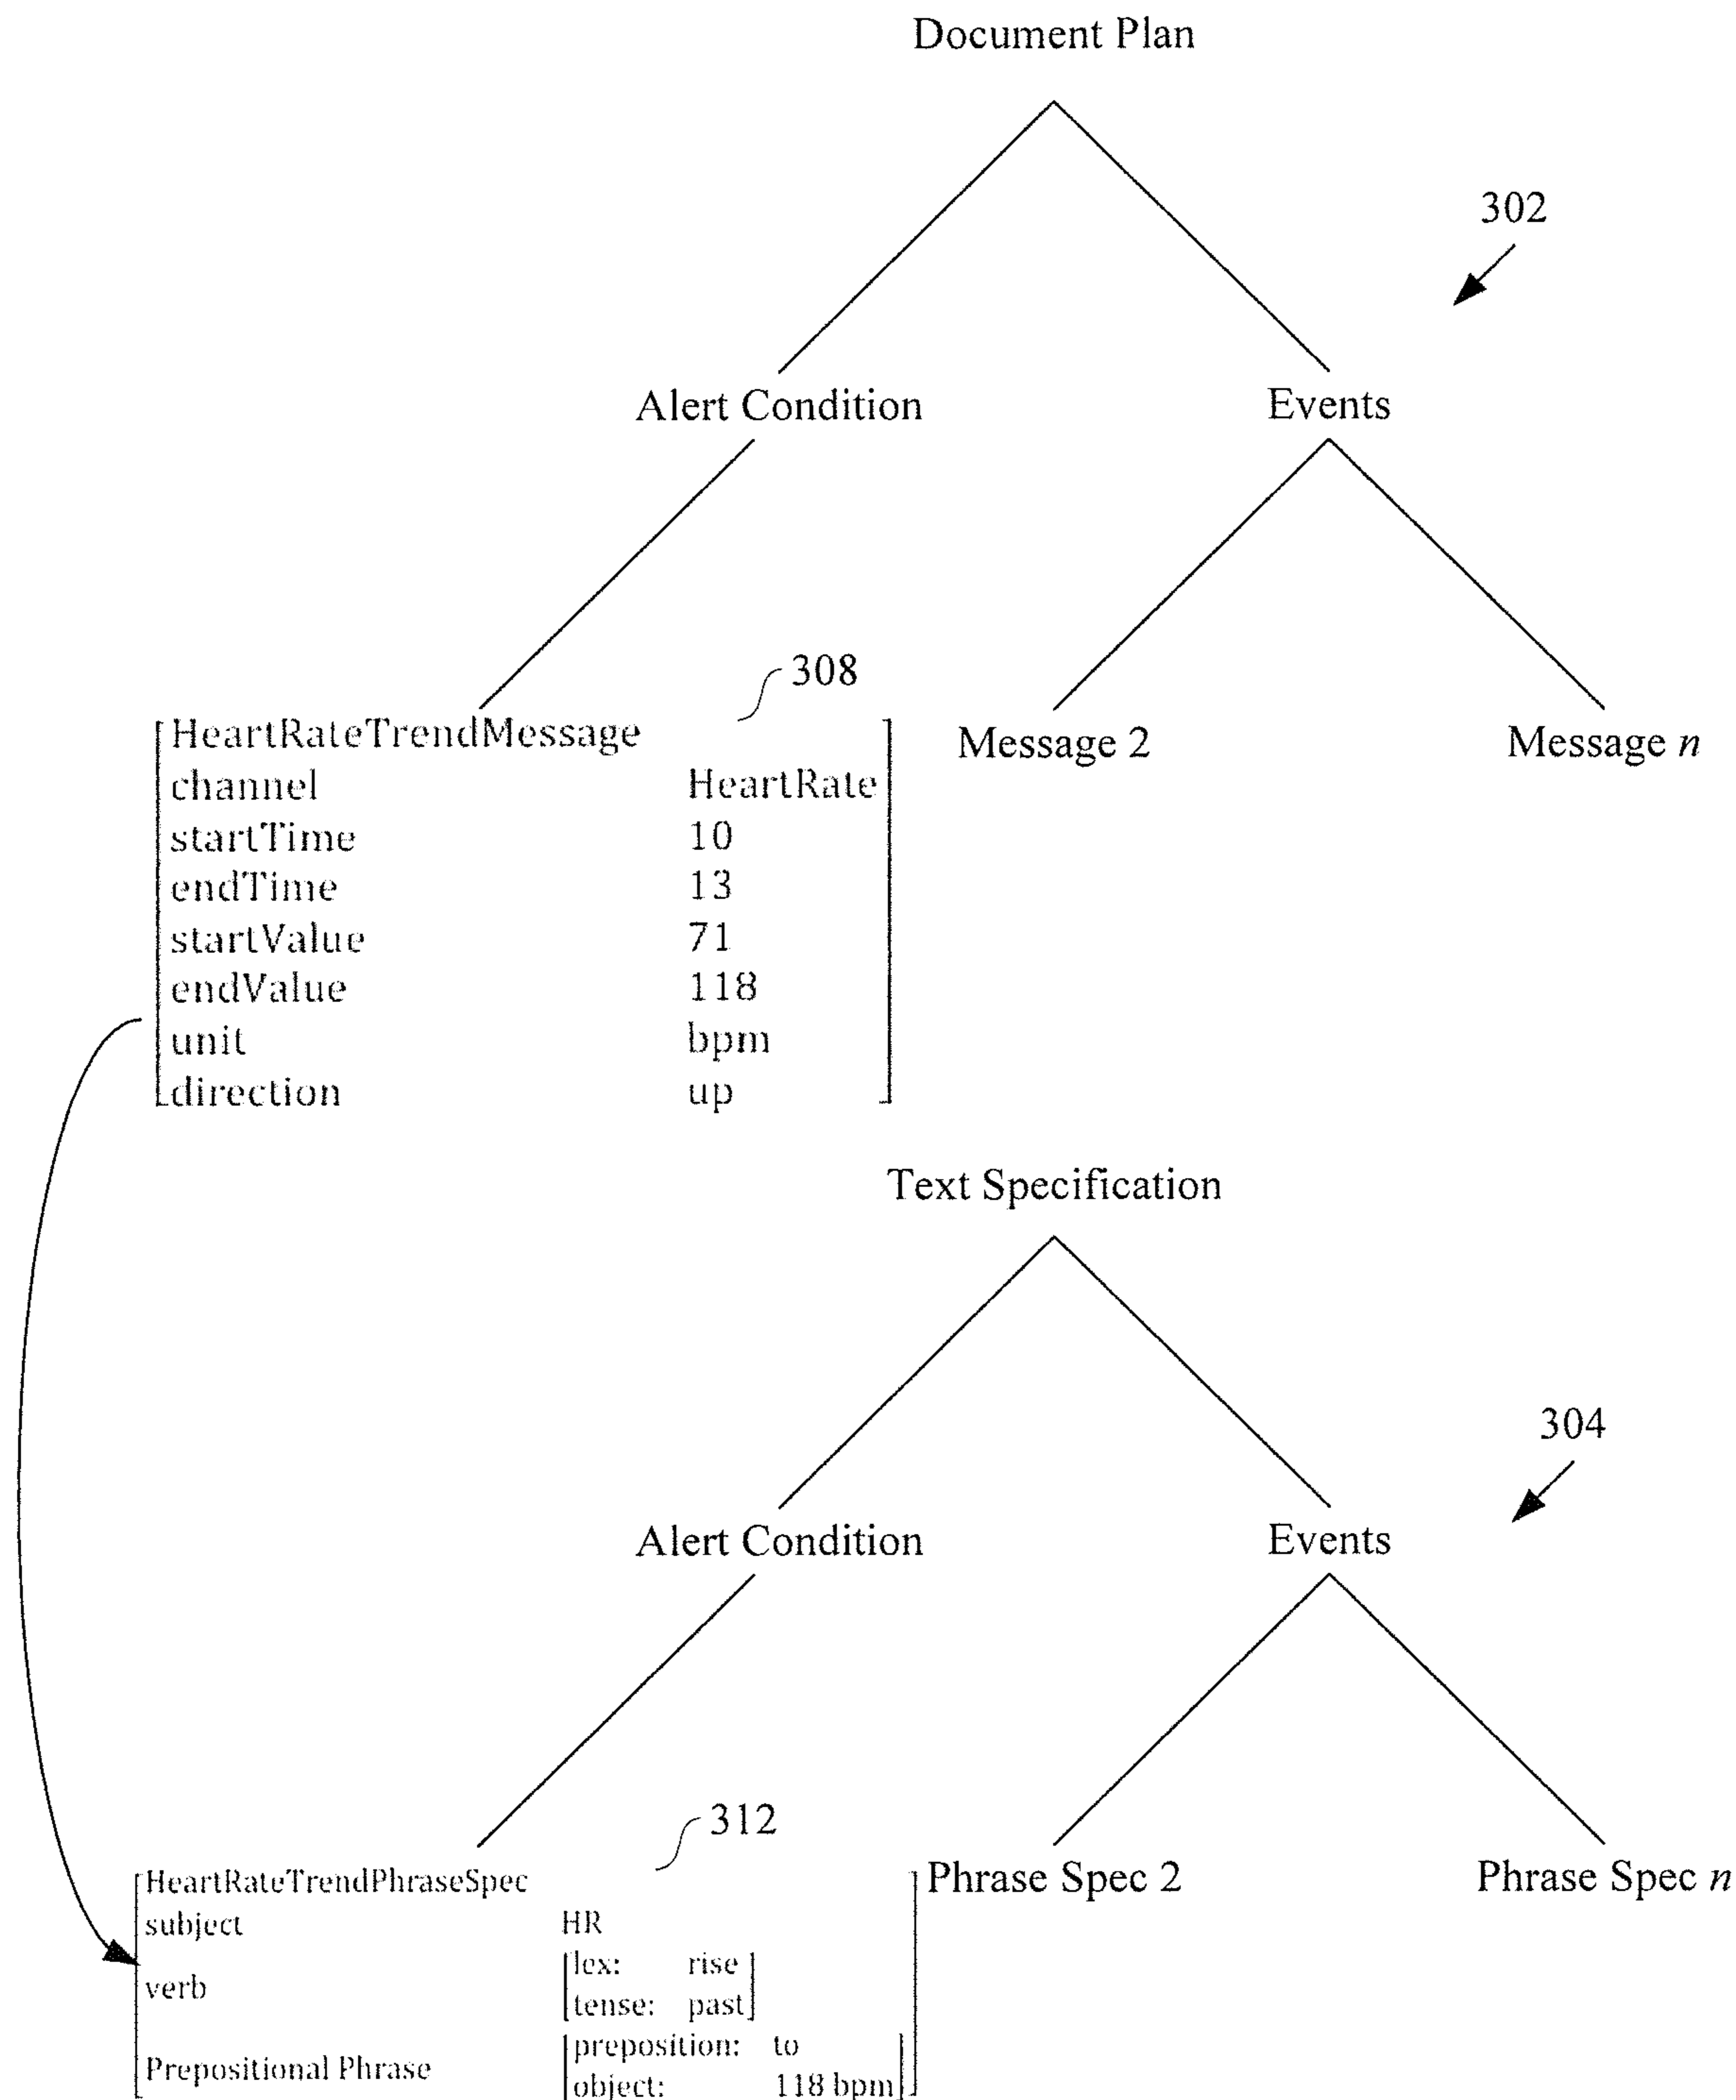 Document Plan
302
Alert Condition Events
308
HeartRateTrendMessage
channel HeartRate
startTime 10
endTime 13
startValue 71
endValue 118
unit bpm
direction up
Message 2 Message n
Text Specification
304
Alert Condition Events
312
HeartRateTrendPhraseSpec
subject HR
verb lex: rise
tense: past
Prepositional Phrase preposition: to
object: 118 bpm
Phrase Spec 2 Phrase Spec n